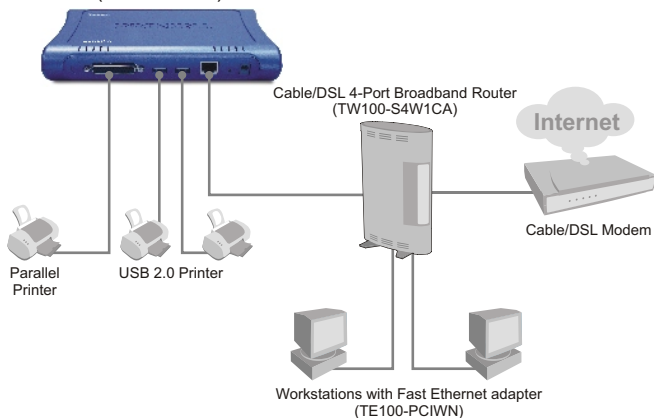 Cable/DSL 4-Port Broadband Router
(TW100-S4W1CA)
Internet
Cable/DSL Modem
Parallel
Printer
USB 2.0 Printer
Workstations with Fast Ethernet adapter
(TE100-PCIWN)